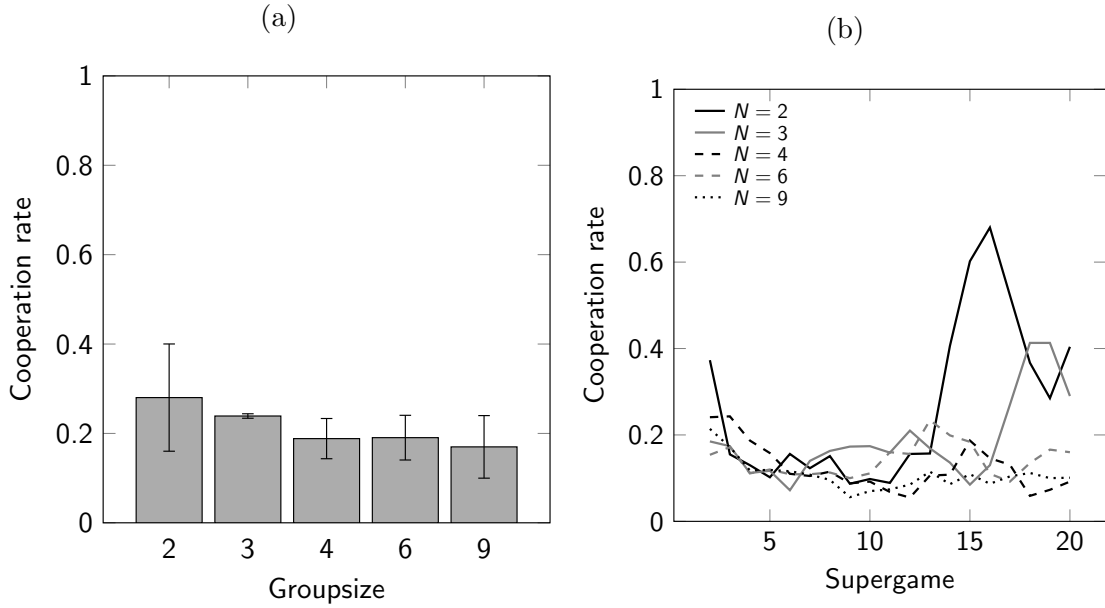 (a)
Cooperation rate
1
0.8
0.6
0.4
0.2
0
2 3 4 6 9
Groupsize
(b)
Cooperation rate
1
0.8
0.6
0.4
0.2
0
N = 2
N = 3
N = 4
N = 6
N = 9
5 10 15 20
Supergame